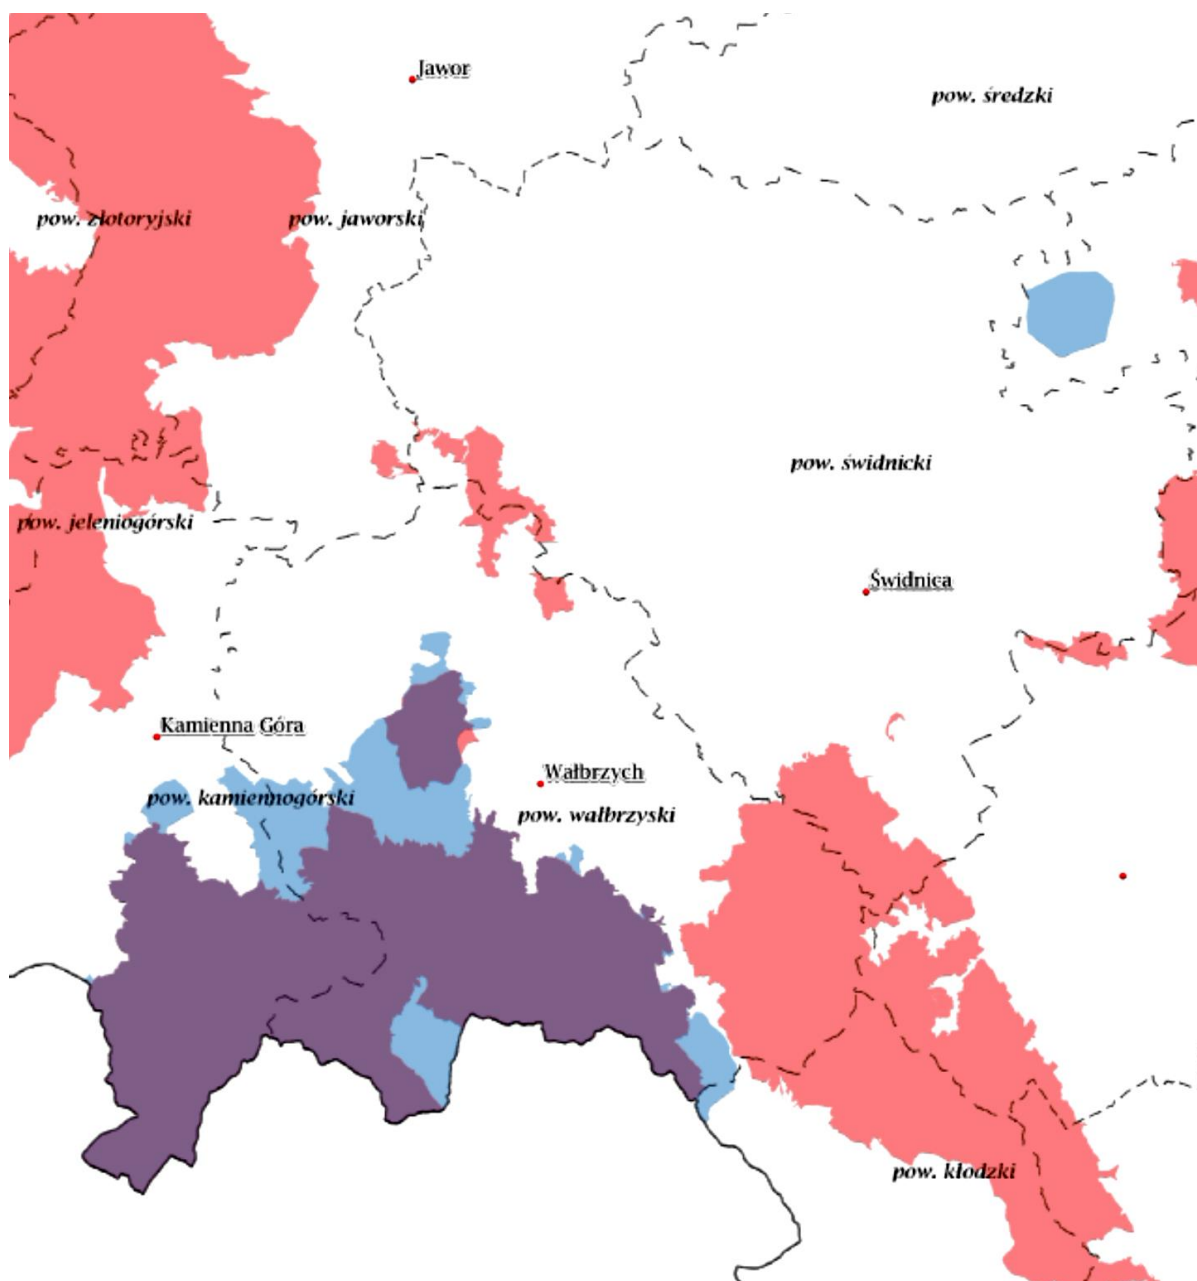 Jawor
pow. średzki
pow. złotoryjski
pow. jaworski
pow. świdnicki
pow. jeleniogórski
Świdnica
Kamienna Góra
Wałbrzych
pow. kamiennogórski
pow. wałbrzyski
pow. kłodzki